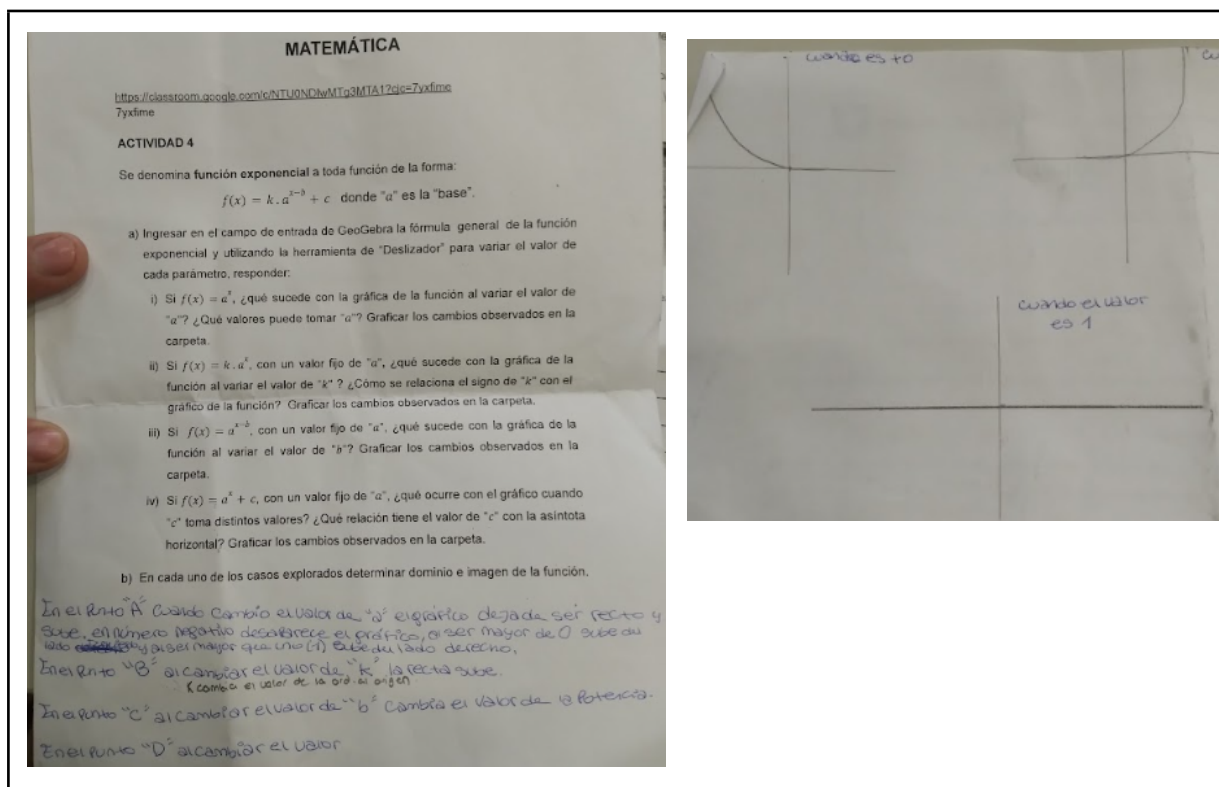 MATEMÁTICA
https://classroom.google.com/c/NTU0NDIwMTg3MTA1?cjc=7yxfime
7yxfime
ACTIVIDAD 4
Se denomina función exponencial a toda función de la forma:
f(x) = k . a^{x-b} + c donde "a" es la "base".
a) Ingresar en el campo de entrada de GeoGebra la fórmula general de la función
exponencial y utilizando la herramienta de "Deslizador" para variar el valor de
cada parámetro, responder:
i) Si f(x) = a^x, ¿qué sucede con la gráfica de la función al variar el valor de
"a"? ¿Qué valores puede tomar "a"? Graficar los cambios observados en la
carpeta.
ii) Si f(x) = k . a^x, con un valor fijo de "a", ¿qué sucede con la gráfica de la
función al variar el valor de "k" ? ¿Cómo se relaciona el signo de "k" con el
gráfico de la función? Graficar los cambios observados en la carpeta.
iii) Si f(x) = a^{x-b}, con un valor fijo de "a", ¿qué sucede con la gráfica de la
función al variar el valor de "b"? Graficar los cambios observados en la
carpeta.
iv) Si f(x) = a^x + c, con un valor fijo de "a", ¿qué ocurre con el gráfico cuando
"c" toma distintos valores? ¿Qué relación tiene el valor de "c" con la asíntota
horizontal? Graficar los cambios observados en la carpeta.
b) En cada uno de los casos explorados determinar dominio e imagen de la función.
En el Punto "A" cuando cambio el valor de "a" el gráfico deja de ser recto y
sube, en número negativo desaparece el gráfico, al ser mayor de 0 sube du
lado y al ser mayor que uno (1) sube du lado derecho.
En el Punto "B" al cambiar el valor de "k" la recta sube.
K cambia el valor de la ord. al origen
En el Punto "C" al cambiar el valor de "b" cambia el valor de la Potencia.
En el Punto "D" al cambiar el valor
cuando es +0
cu
cuando el valor
es 1